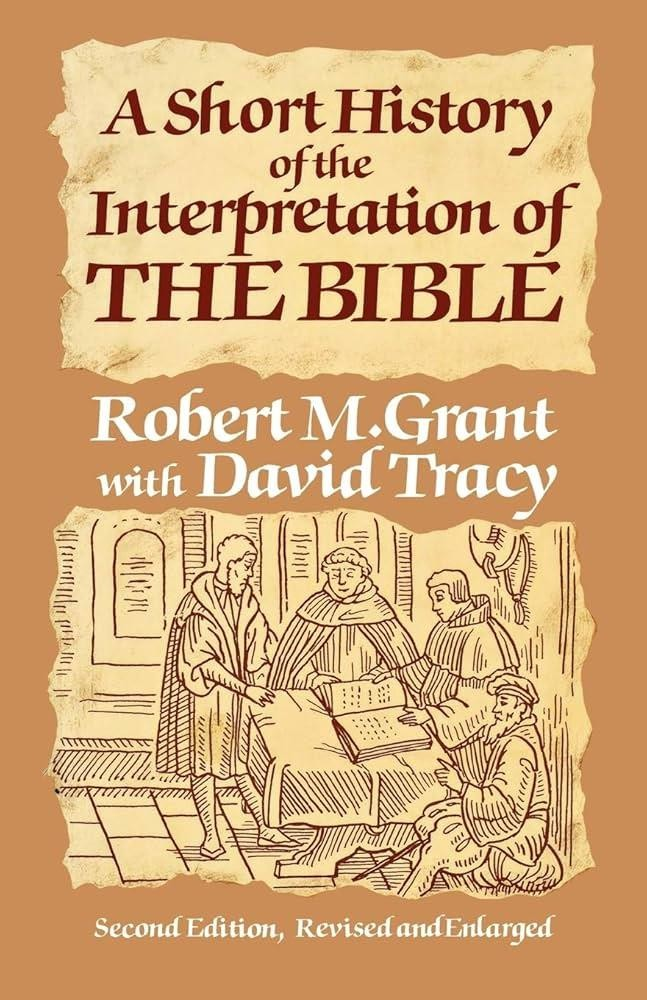 A Short History
of the
Interpretation of
THE BIBLE
Robert M. Grant
with David Tracy
Second Edition, Revised and Enlarged